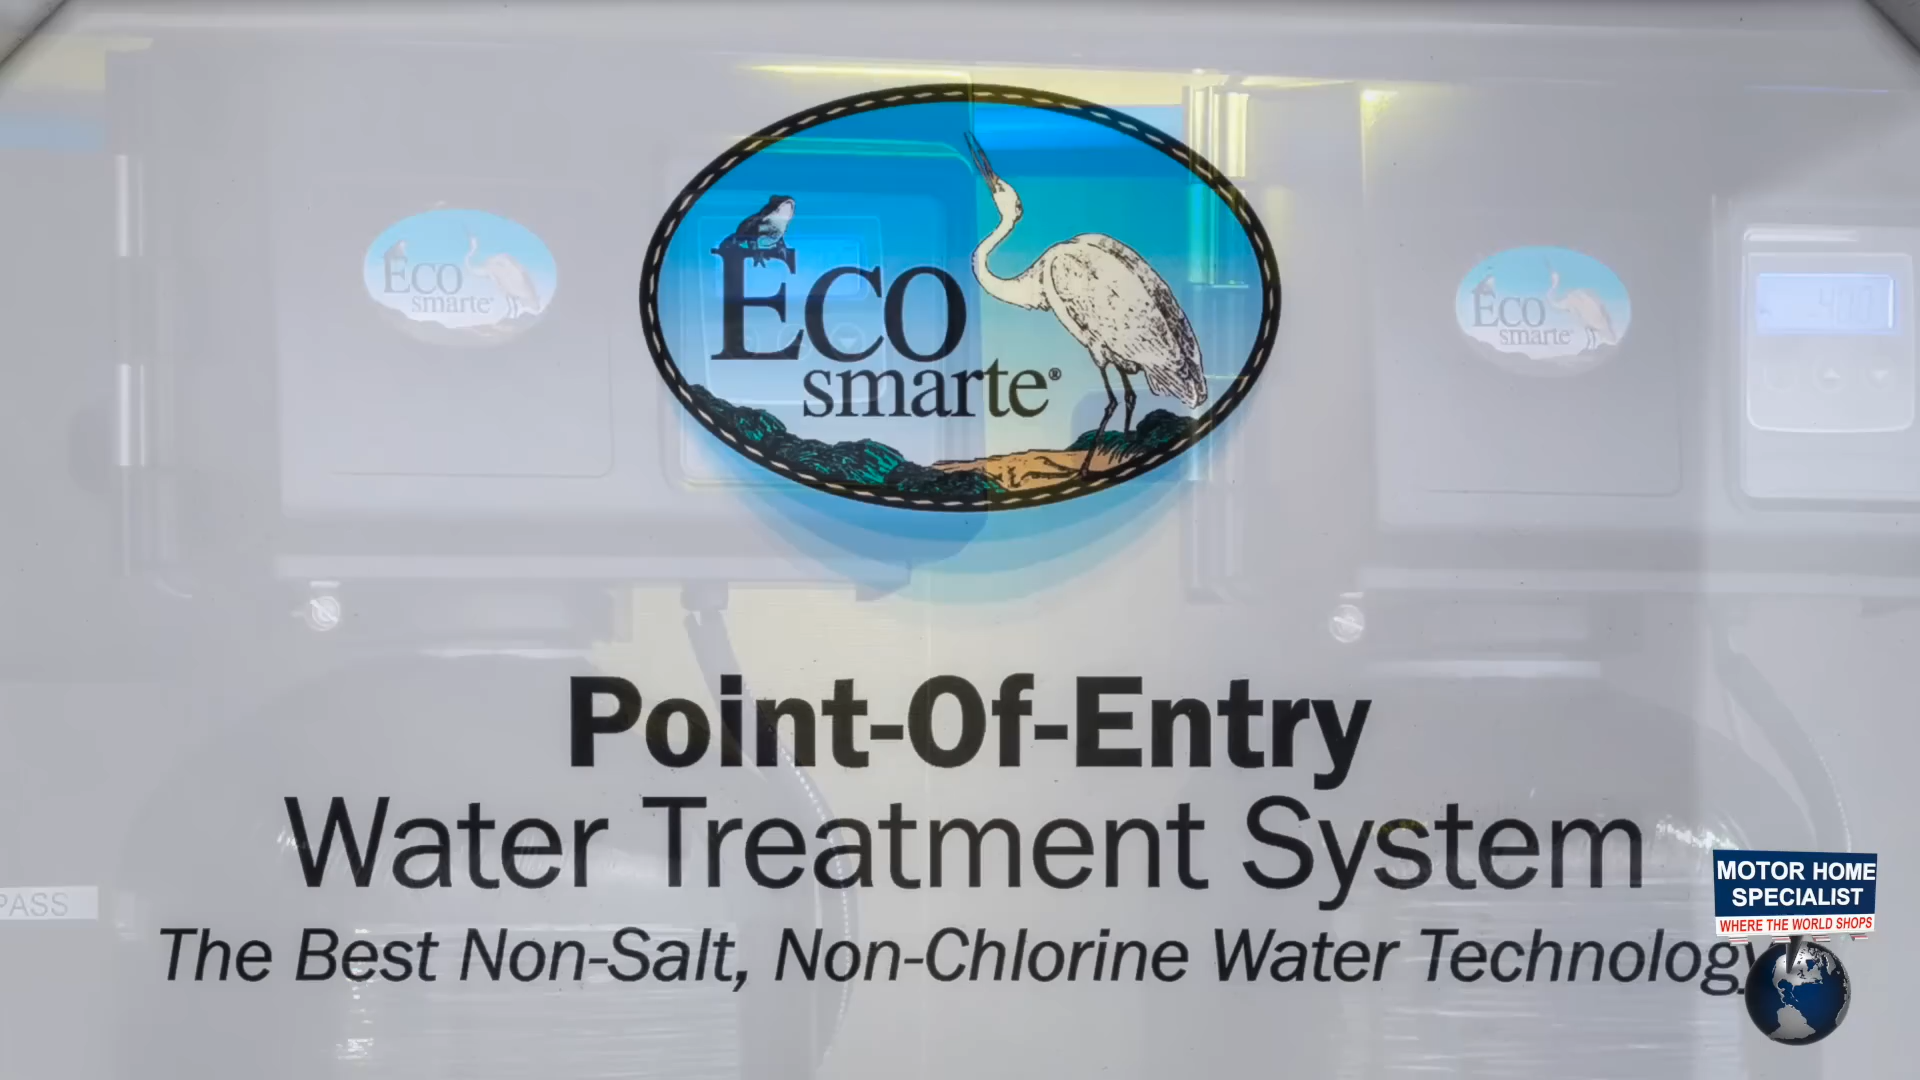 Eco
smarte®
Eco
smarte
Eco
smarte
Point-Of-Entry
Water Treatment System
The Best Non-Salt, Non-Chlorine Water Technology
PASS
MOTOR HOME
SPECIALIST
WHERE THE WORLD SHOPS